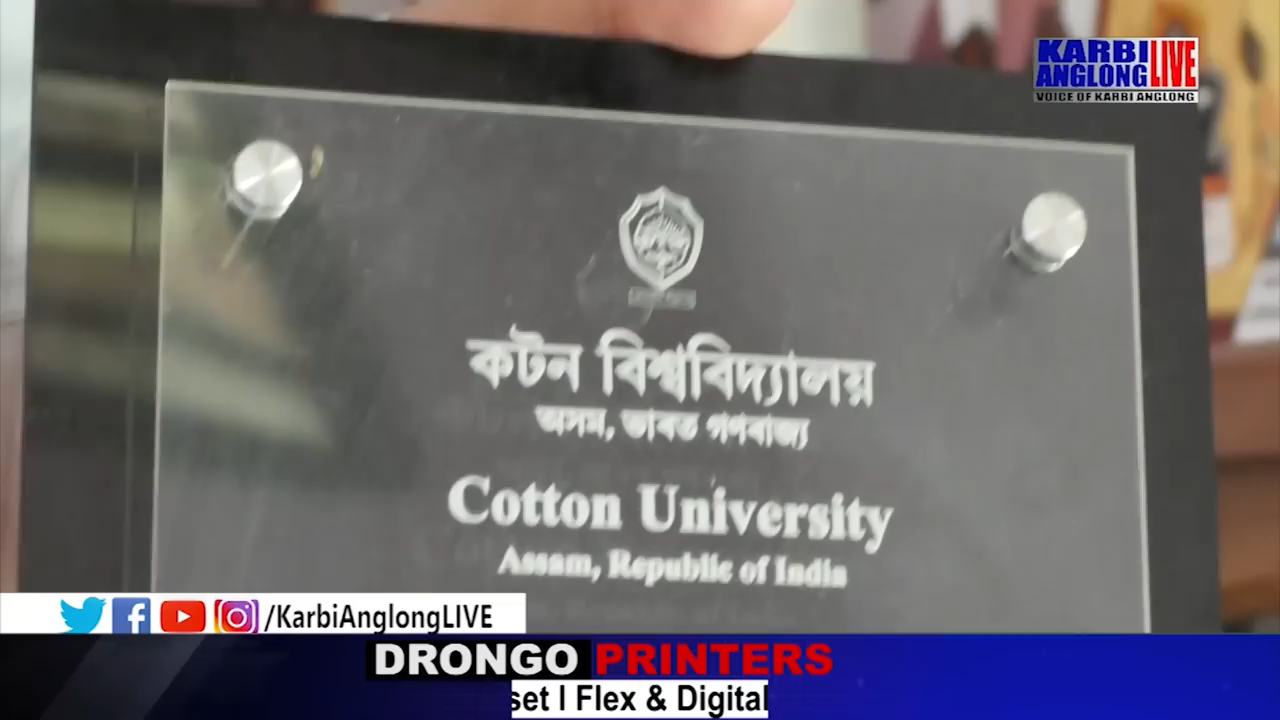 KARBI
ANGLONG LIVE
VOICE OF KARBI ANGLONG
কটন বিশ্ববিদ্যালয়
অসম, ভাৰত গণৰাজ্য
Cotton University
Assam, Republic of India
/KarbiAnglongLIVE
DRONGO PRINTERS
set I Flex & Digital